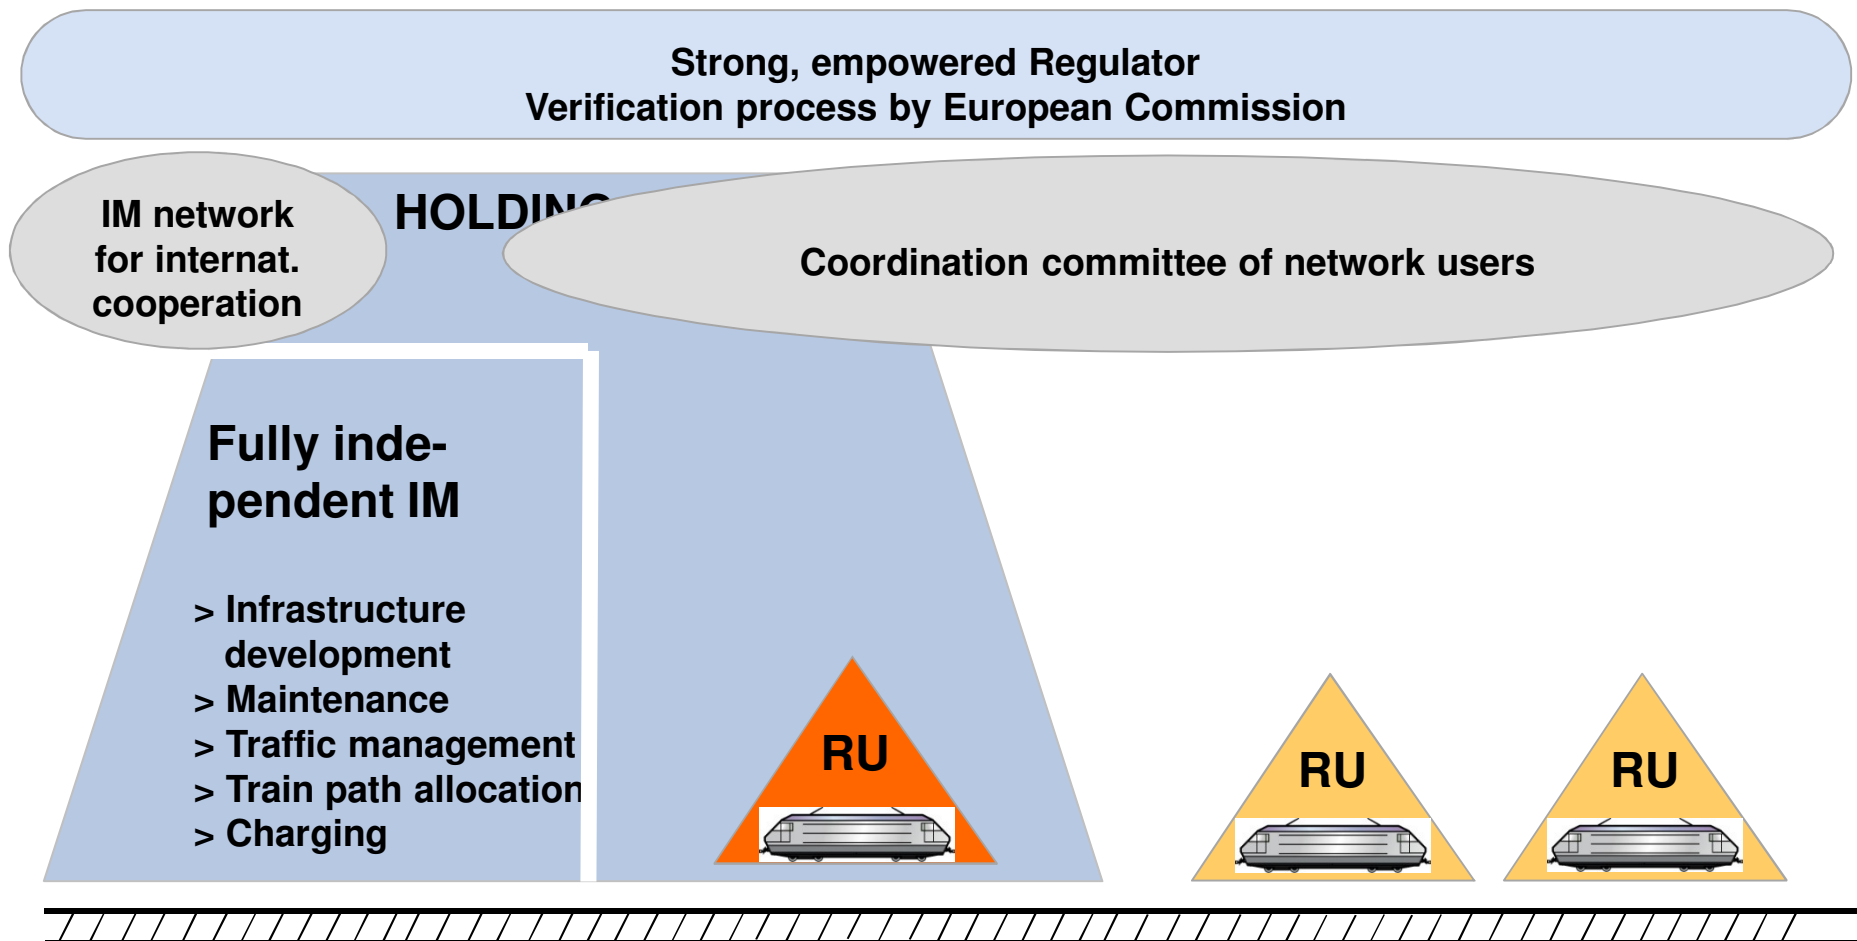 Strong, empowered Regulator
Verification process by European Commission
IM network
for internat.
cooperation
HOLDING
Coordination committee of network users
Fully inde-
pendent IM
> Infrastructure
development
> Maintenance
> Traffic management
> Train path allocation
> Charging
RU
RU
RU